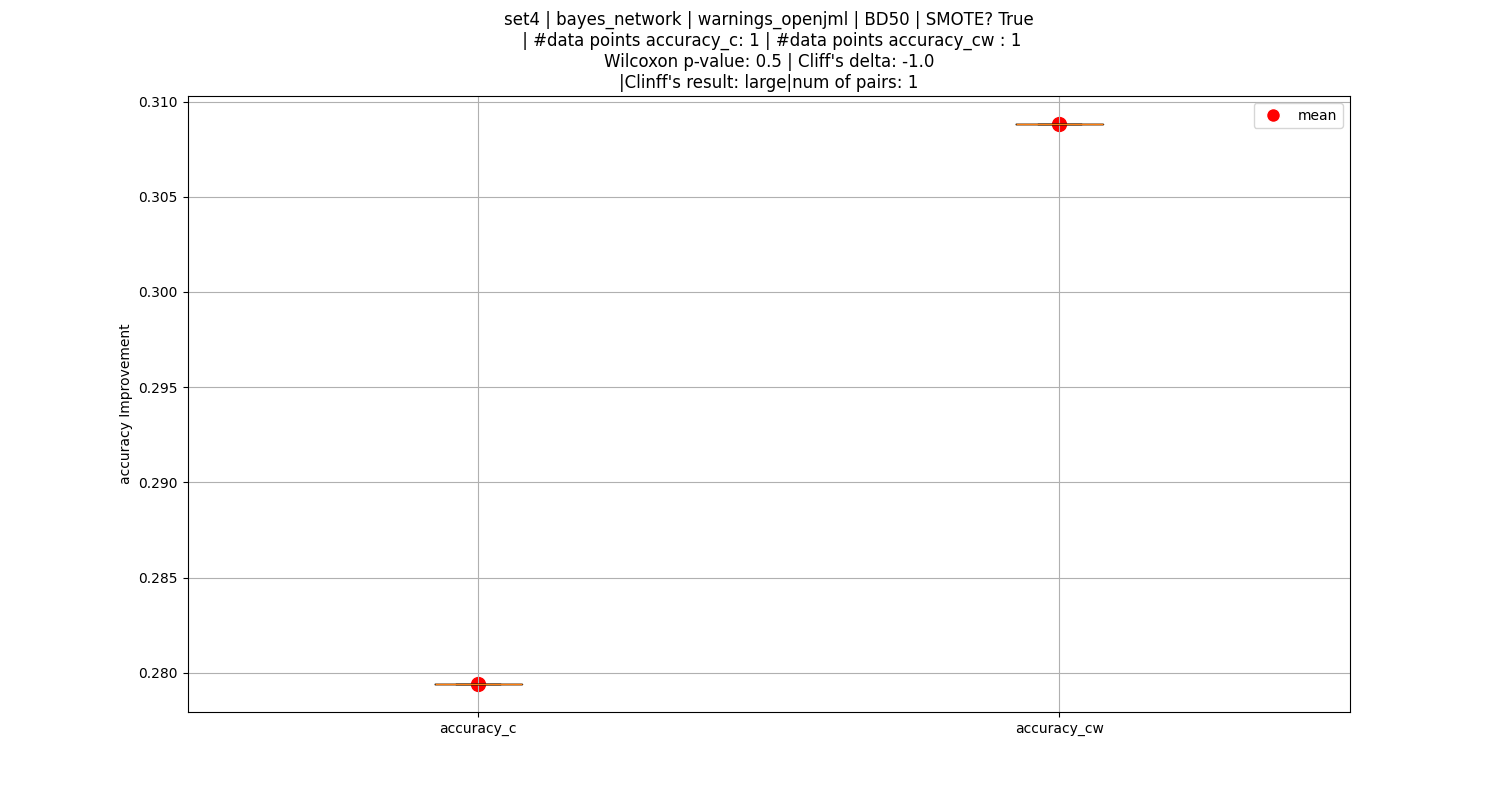 set4 | bayes_network | warnings_openjml | BD50 | SMOTE? True
| #data points accuracy_c: 1 | #data points accuracy_cw : 1
Wilcoxon p-value: 0.5 | Cliff's delta: -1.0
|Clinff's result: large|num of pairs: 1
mean
accuracy Improvement
0.310
0.305
0.300
0.295
0.290
0.285
0.280
accuracy_c
accuracy_cw